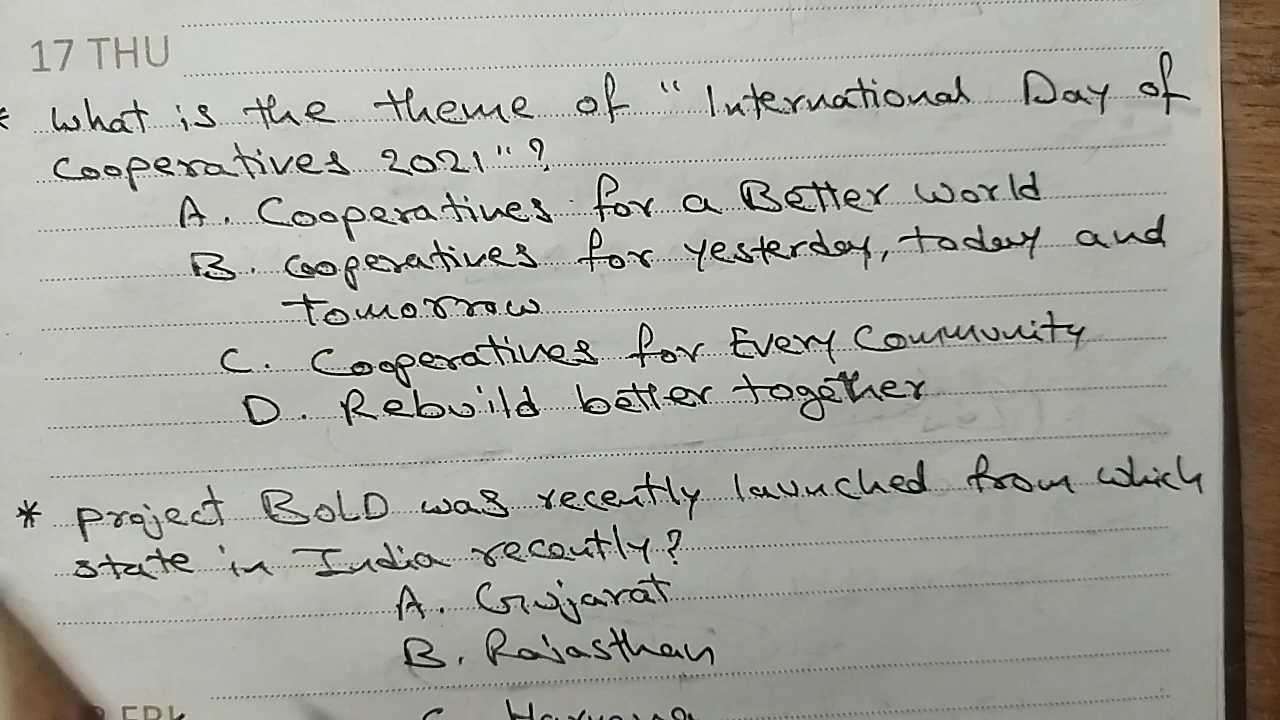 17 THU
* What is the theme of "International Day of
Cooperatives 2021"?
A. Cooperatives for a Better World
B. Cooperatives for yesterday, today and
tomorrow
C. Cooperatives for Every Community
D. Rebuild better together
* project BOLD was recently launched from which
state in India recently?
A. Gujarat
B. Rajasthan
C. Haryana